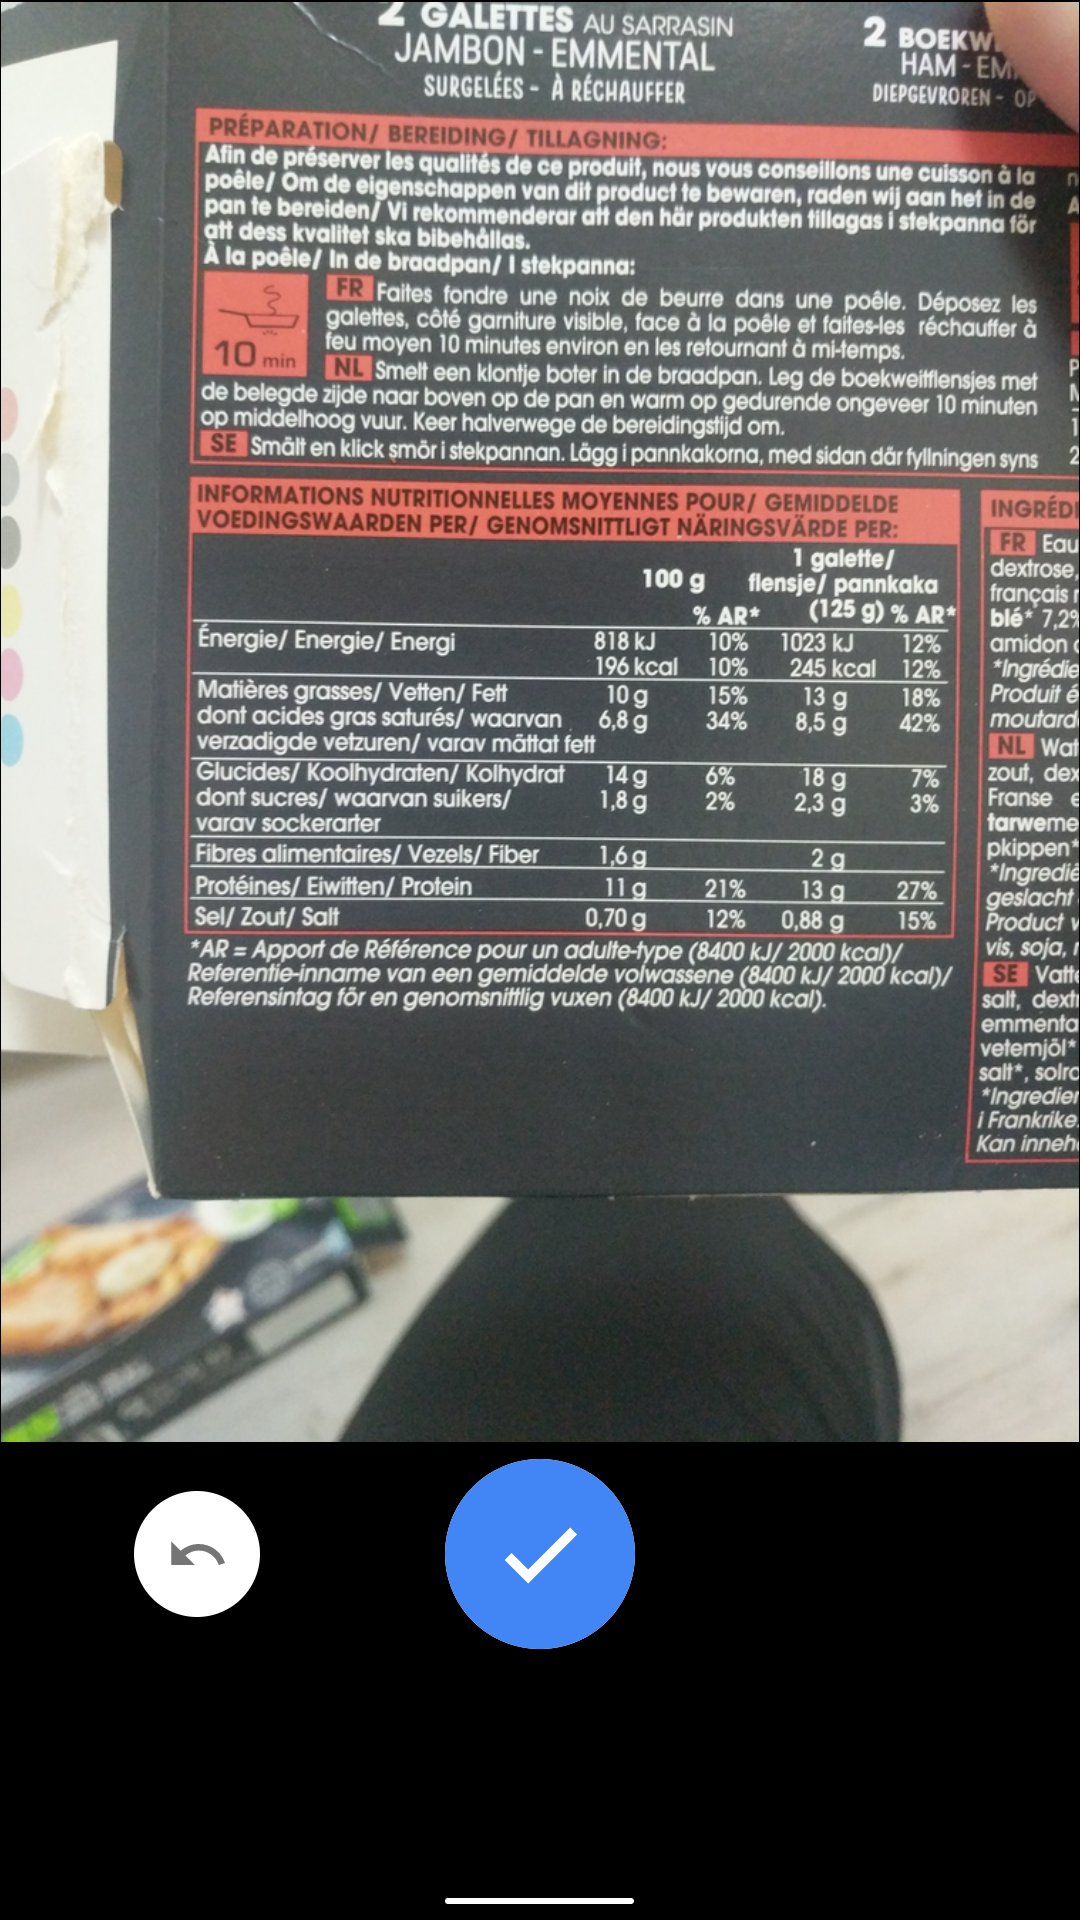 2 GALETTES AU SARRASIN
JAMBON - EMMENTAL
SURGELÉES - À RÉCHAUFFER
2 BOEKW
HAM - EM
DIEPGEVROREN - OP
PRÉPARATION/ BEREIDING/ TILLAGNING:
Afin de préserver les qualités de ce produit, nous vous conseillons une cuisson à la
poêle/ Om de eigenschappen van dit product te bewaren, raden wij aan het in de
pan te bereiden/ Vi rekommenderar att den här produkten tillagas i stekpanna för
att dess kvalitet ska bibehållas.
À la poêle/ In de braadpan/ I stekpanna:
10 min
FR Faites fondre une noix de beurre dans une poêle. Déposez les
galettes, côté garniture visible, face à la poêle et faites-les réchauffer à
feu moyen 10 minutes environ en les retournant à mi-temps.
NL Smelt een klontje boter in de braadpan. Leg de boekweitflensjes met
de belegde zijde naar boven op de pan en warm op gedurende ongeveer 10 minuten
op middelhoog vuur. Keer halverwege de bereidingstijd om.
SE Smält en klick smör i stekpannan. Lägg i pannkakorna, med sidan där fyllningen syns
INFORMATIONS NUTRITIONNELLES MOYENNES POUR/ GEMIDDELDE
VOEDINGSWAARDEN PER/ GENOMSNITTLIGT NÄRINGSVÄRDE PER:
1 galette/
100 g flensje/ pannkaka
% AR* (125 g) % AR*
Énergie/ Energie/ Energi 818 kJ 10% 1023 kJ 12%
196 kcal 10% 245 kcal 12%
Matières grasses/ Vetten/ Fett 10 g 15% 13 g 18%
dont acides gras saturés/ waarvan 6,8 g 34% 8,5 g 42%
verzadigde vetzuren/ varav mättat fett
Glucides/ Koolhydraten/ Kolhydrat 14 g 6% 18 g 7%
dont sucres/ waarvan suikers/ 1,8 g 2% 2,3 g 3%
varav sockerarter
Fibres alimentaires/ Vezels/ Fiber 1,6 g 2 g
Protéines/ Eiwitten/ Protein 11 g 21% 13 g 27%
Sel/ Zout/ Salt 0,70 g 12% 0,88 g 15%
*AR = Apport de Référence pour un adulte-type (8400 kJ/ 2000 kcal)/
Referentie-inname van een gemiddelde volwassene (8400 kJ/ 2000 kcal)/
Referensintag för en genomsnittlig vuxen (8400 kJ/ 2000 kcal).
INGRÉDI
FR Eau
dextrose,
français
blé* 7,2%
amidon
*Ingrédie
Produit é
moutard
NL Wat
zout, dex
Franse
tarweme
pkippen*
*Ingredië
geslacht
Product v
vis, soja,
SE Vatte
salt, dext
emmenta
vetemjöl*
salt*, solro
*Ingredien
i Frankrike.
Kan inneh